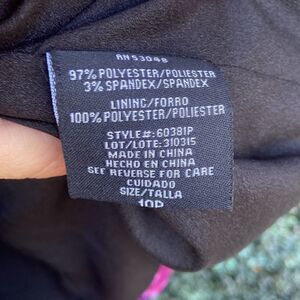 RN53048
97% POLYESTER/POLIESTER
3% SPANDEX/SPANDEX
LINING/FORRO
100% POLYESTER/POLIESTER
STYLE#:60381P
LOT/LOTE:310315
MADE IN CHINA
HECHO EN CHINA
SEE REVERSE FOR CARE
CUIDADO
SIZE/TALLA
10P